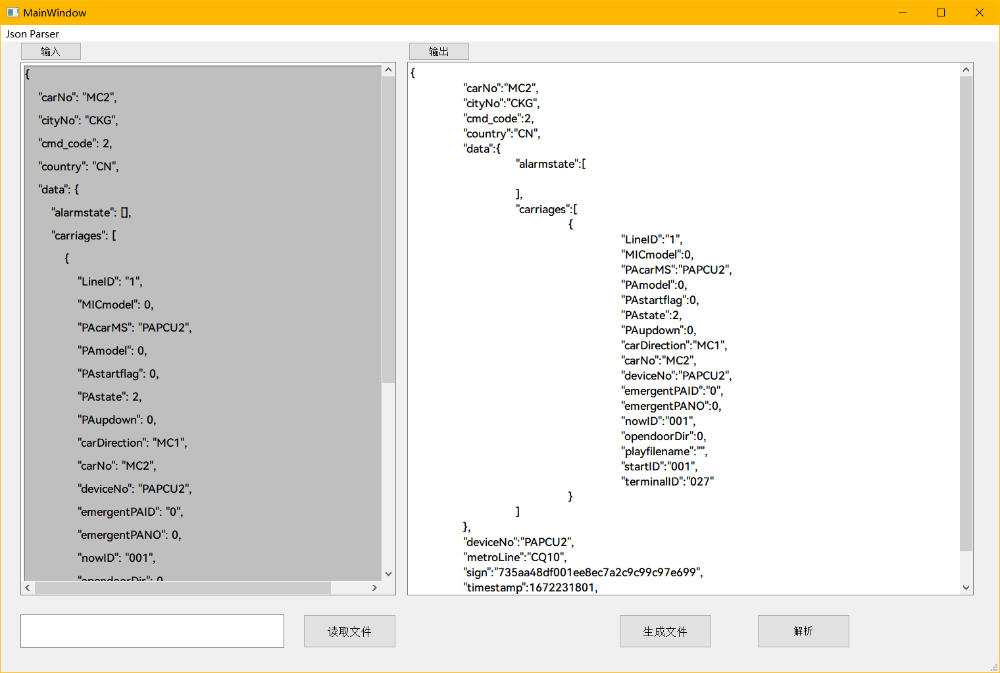 MainWindow
Json Parser
输入
{
"carNo": "MC2",
"cityNo": "CKG",
"cmd_code": 2,
"country": "CN",
"data": {
"alarmstate": [],
"carriages": [
{
"LineID": "1",
"MICmodel": 0,
"PAcarMS": "PAPCU2",
"PAmodel": 0,
"PAstartflag": 0,
"PAstate": 2,
"PAupdown": 0,
"carDirection": "MC1",
"carNo": "MC2",
"deviceNo": "PAPCU2",
"emergentPAID": "0",
"emergentPANO": 0,
"nowID": "001",
"opendoorDir": 0
输出
{
"carNo":"MC2",
"cityNo":"CKG",
"cmd_code":2,
"country":"CN",
"data":{
"alarmstate":[
],
"carriages":[
{
"LineID":"1",
"MICmodel":0,
"PAcarMS":"PAPCU2",
"PAmodel":0,
"PAstartflag":0,
"PAstate":2,
"PAupdown":0,
"carDirection":"MC1",
"carNo":"MC2",
"deviceNo":"PAPCU2",
"emergentPAID":"0",
"emergentPANO":0,
"nowID":"001",
"opendoorDir":0,
"playfilename":"",
"startID":"001",
"terminalID":"027"
}
]
},
"deviceNo":"PAPCU2",
"metroLine":"CQ10",
"sign":"735aa48df001ee8ec7a2c9c99c97e699",
"timestamp":1672231801,
读取文件
生成文件
解析